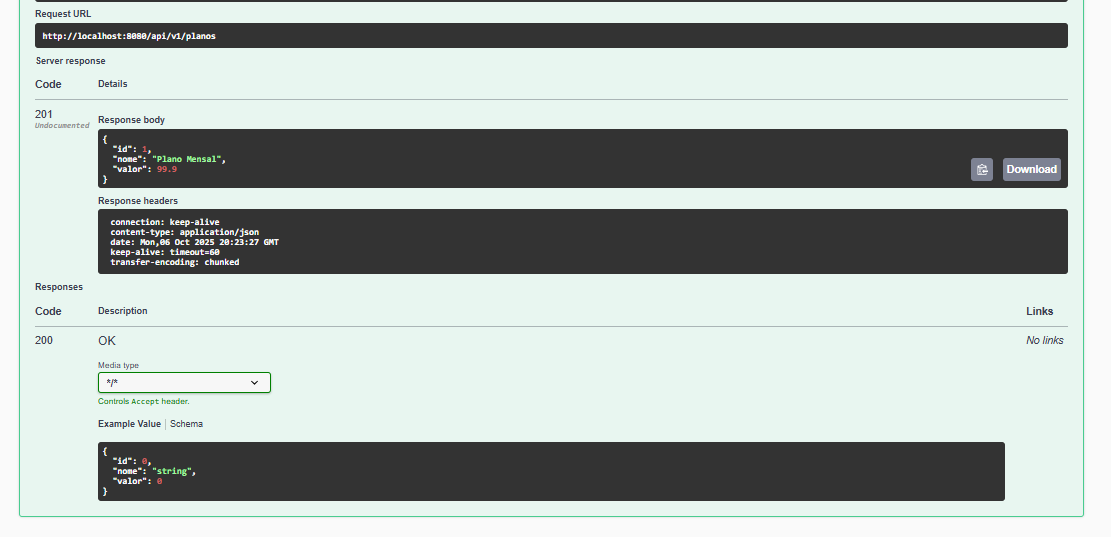 Request URL
http://localhost:8080/api/v1/planos
Server response
Code Details
201
Undocumented
Response body
{
  "id": 1,
  "nome": "Plano Mensal",
  "valor": 99.9
}
Download
Response headers
connection: keep-alive
content-type: application/json
date: Mon,06 Oct 2025 20:23:27 GMT
keep-alive: timeout=60
transfer-encoding: chunked
Responses
Code Description Links
200 OK No links
Media type
*/*
Controls Accept header.
Example Value | Schema
{
  "id": 0,
  "nome": "string",
  "valor": 0
}